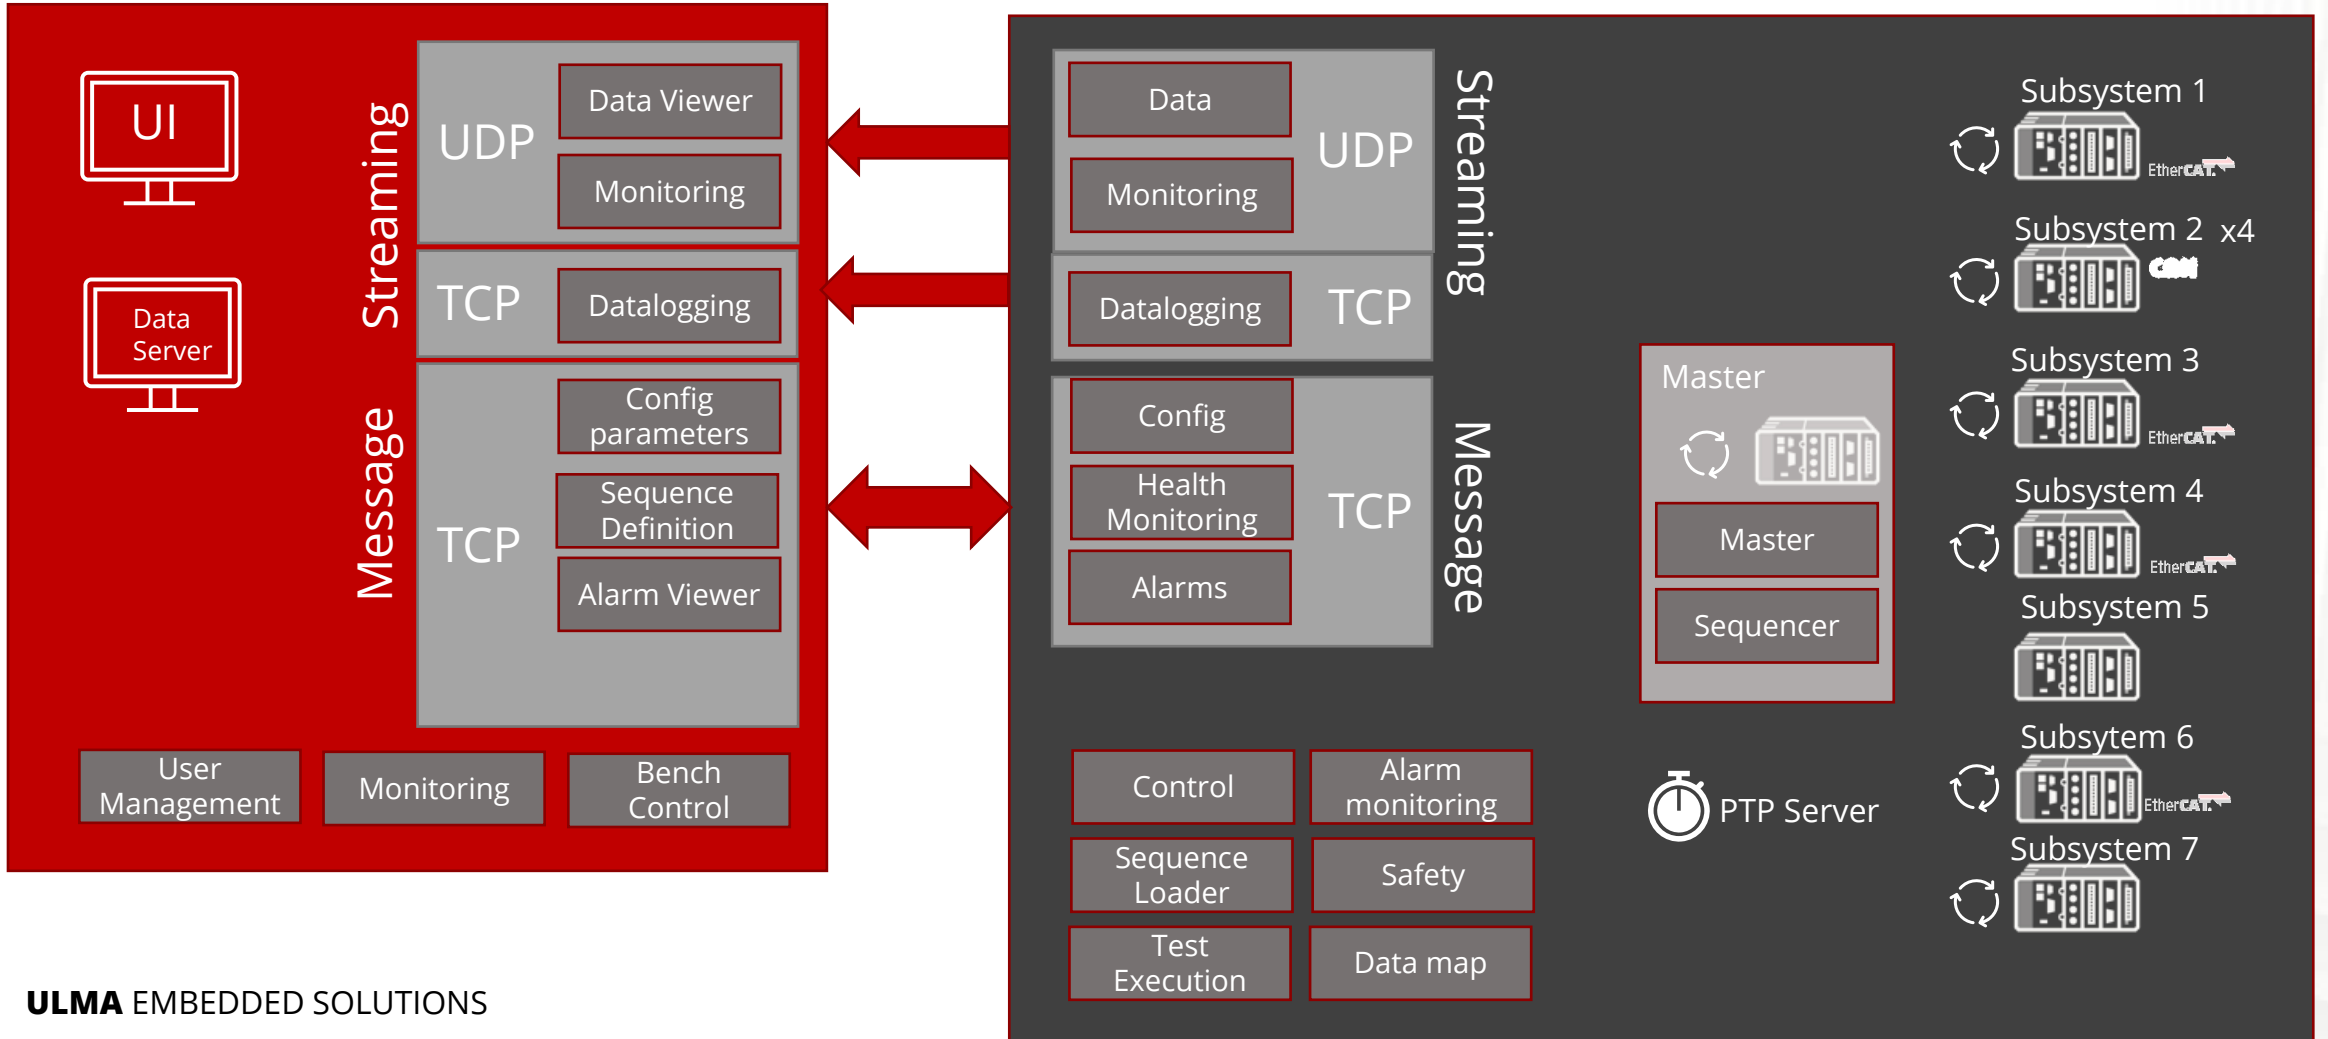 UI
Data
Server
Streaming
UDP
Data Viewer
Monitoring
TCP
Datalogging
Message
TCP
Config
parameters
Sequence
Definition
Alarm Viewer
User
Management
Monitoring
Bench
Control
Data
Monitoring
UDP
Streaming
Datalogging
TCP
Config
Health
Monitoring
Alarms
TCP
Message
Control
Alarm
monitoring
Sequence
Loader
Safety
Test
Execution
Data map
Master
Master
Sequencer
PTP Server
Subsystem 1
EtherCAT.
Subsystem 2 x4
CAN
Subsystem 3
EtherCAT.
Subsystem 4
EtherCAT.
Subsystem 5
Subsytem 6
EtherCAT.
Subsystem 7
ULMA EMBEDDED SOLUTIONS